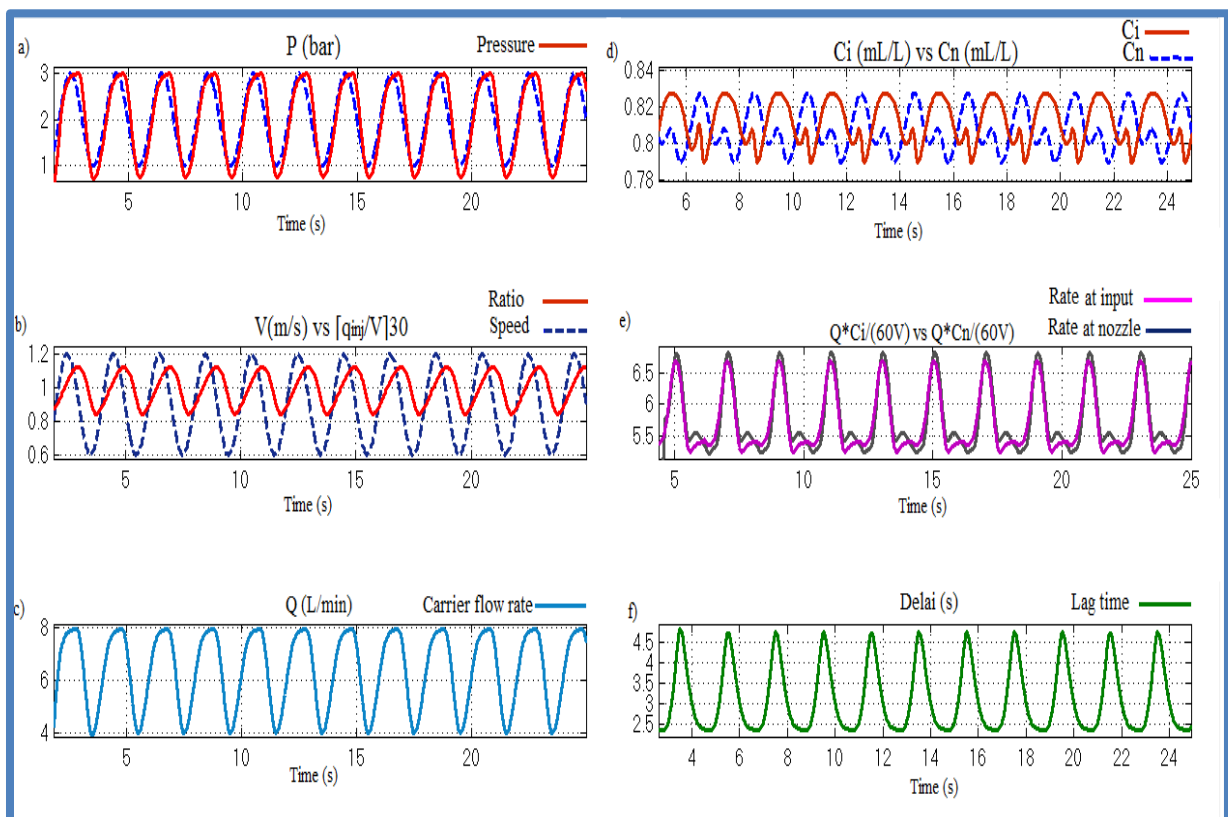 a)
P (bar)
Pressure
3
2
1
5 10 15 20
Time (s)
b)
V(m/s) vs ⌈qinj/V⌉30
Ratio
Speed
1.2
1
0.8
0.6
5 10 15 20
Time (s)
c)
Q (L/min)
Carrier flow rate
8
6
4
5 10 15 20
Time (s)
d)
Ci (mL/L) vs Cn (mL/L)
Ci
Cn
0.84
0.82
0.8
0.78
6 8 10 12 14 16 18 20 22 24
Time (s)
e)
Q*Ci/(60V) vs Q*Cn/(60V)
Rate at input
Rate at nozzle
6.5
6
5.5
5 10 15 20 25
Time (s)
f)
Delai (s)
Lag time
4.5
4
3.5
3
2.5
4 6 8 10 12 14 16 18 20 22 24
Time (s)